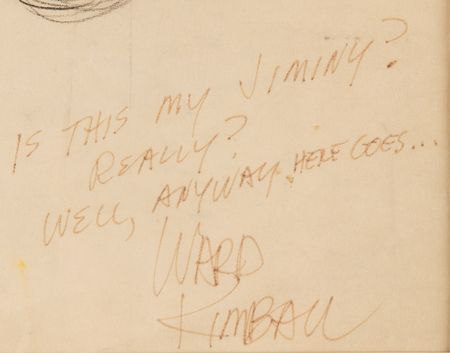 IS THIS MY JIMINY?
REALLY?
WELL, ANYWAY, HERE GOES...
WARD
KIMBALL